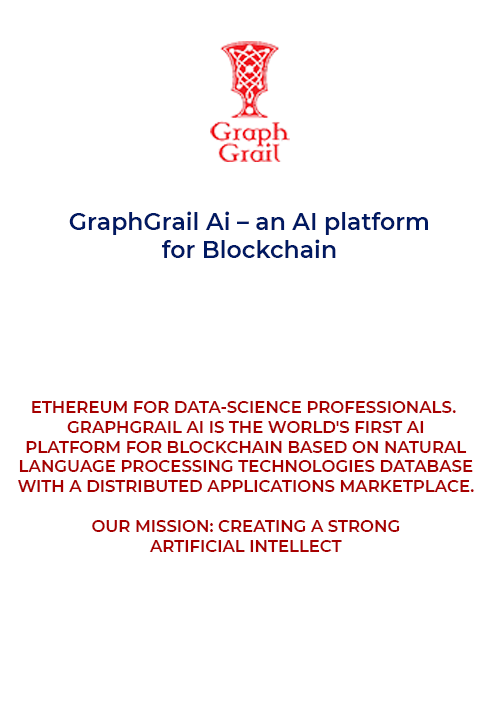 Graph
Grail
GraphGrail Ai – an AI platform
for Blockchain
ETHEREUM FOR DATA-SCIENCE PROFESSIONALS.
GRAPHGRAIL AI IS THE WORLD'S FIRST AI
PLATFORM FOR BLOCKCHAIN BASED ON NATURAL
LANGUAGE PROCESSING TECHNOLOGIES DATABASE
WITH A DISTRIBUTED APPLICATIONS MARKETPLACE.
OUR MISSION: CREATING A STRONG
ARTIFICIAL INTELLECT